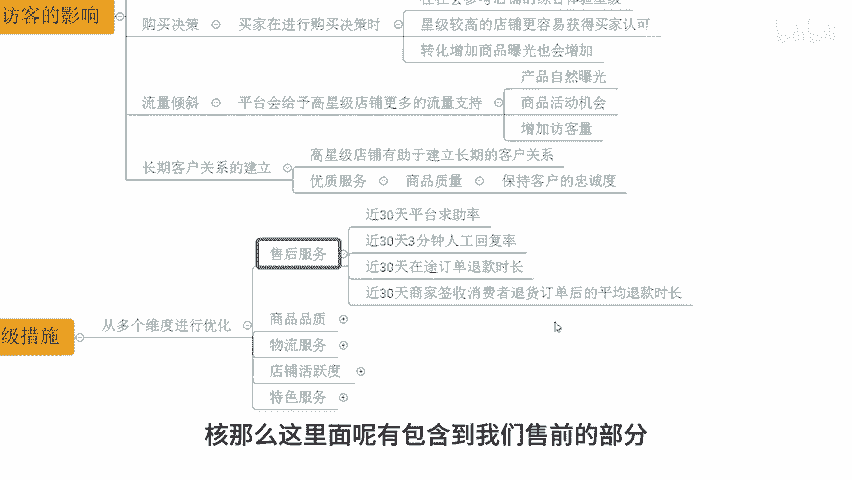 访客的影响
购买决策
买家在进行购买决策时
星级较高的店铺更容易获得买家认可
转化增加商品曝光也会增加
流量倾斜
平台会给予高星级店铺更多的流量支持
产品自然曝光
商品活动机会
增加访客量
长期客户关系的建立
高星级店铺有助于建立长期的客户关系
优质服务
商品质量
保持客户的忠诚度
级措施
从多个维度进行优化
售后服务
近30天平台求助率
近30天3分钟人工回复率
近30天在途订单退款时长
近30天商家签收消费者退货订单后的平均退款时长
商品品质
物流服务
店铺活跃度
特色服务
核那么这里面呢有包含到我们售前的部分